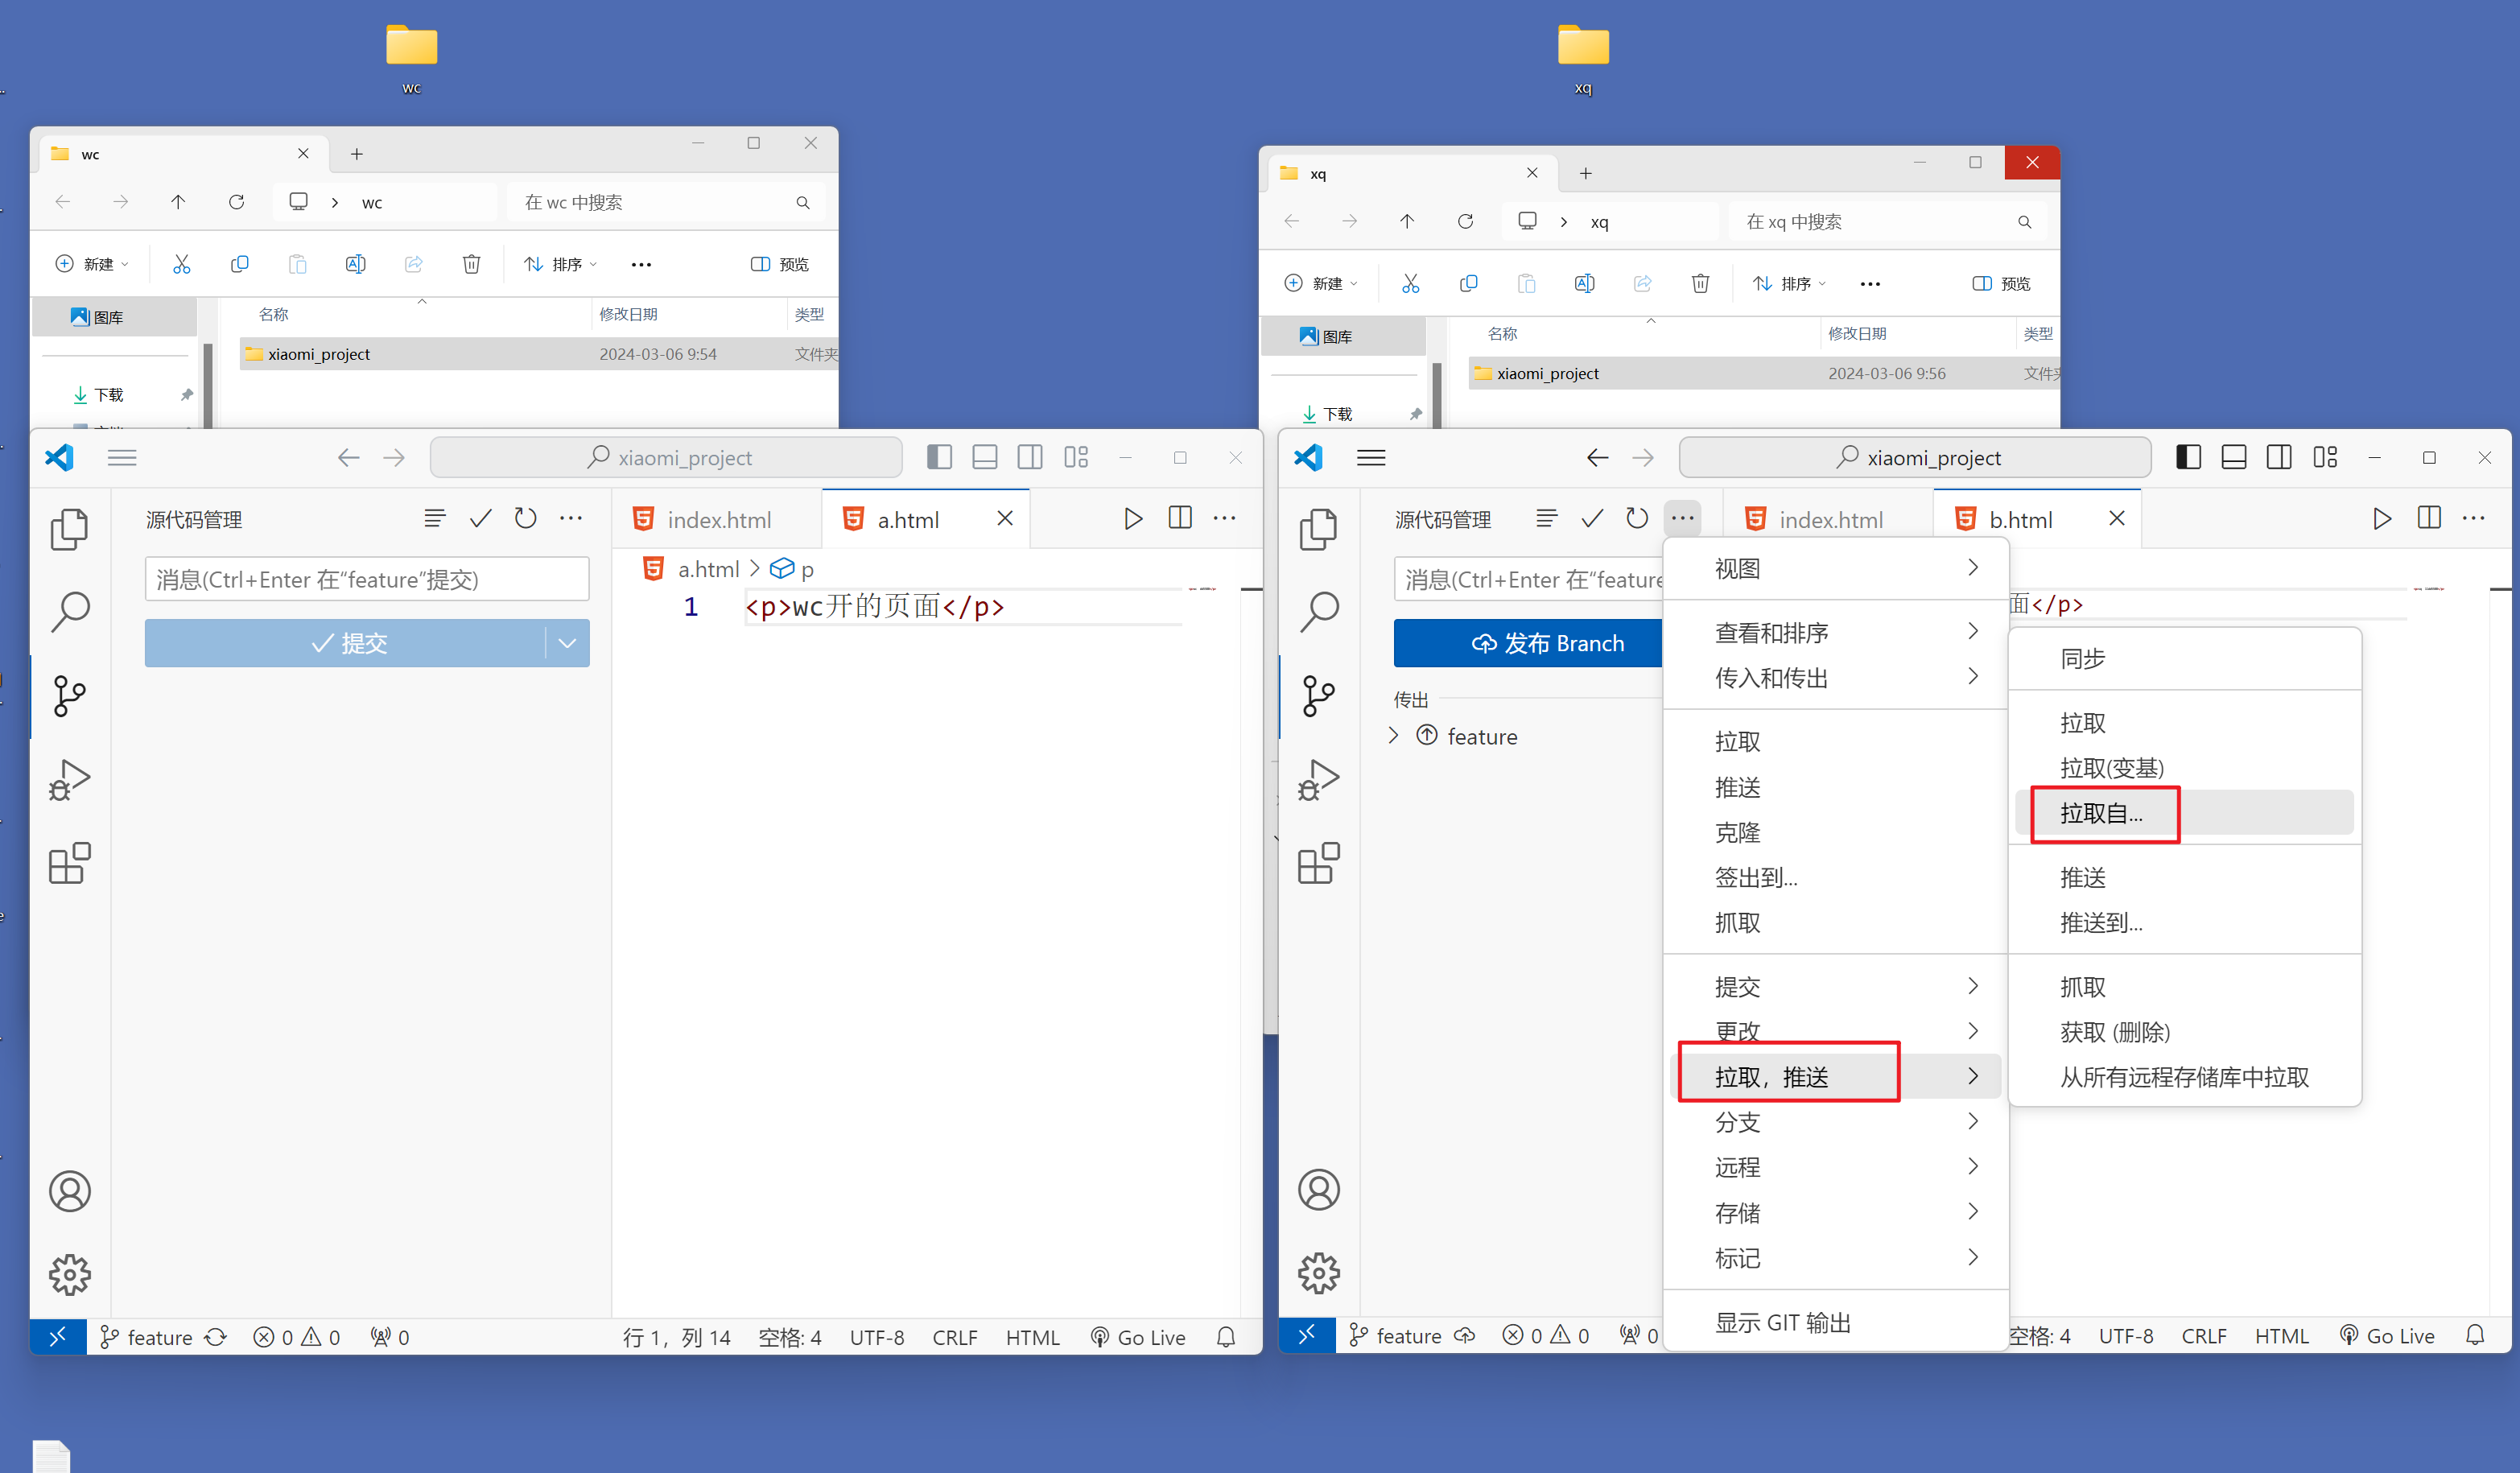 wc
xq
wc
wc
在 wc 中搜索
新建
排序
预览
图库
名称
修改日期
类型
xiaomi_project
2024-03-06 9:54
文件夹
下载
xq
xq
在 xq 中搜索
新建
排序
预览
图库
名称
修改日期
类型
xiaomi_project
2024-03-06 9:56
下载
xiaomi_project
源代码管理
index.html
a.html
消息(Ctrl+Enter 在“feature”提交)
a.html
p
提交
1
<p>wc开的页面</p>
feature
0
0
0
行 1，列 14
空格: 4
UTF-8
CRLF
HTML
Go Live
xiaomi_project
源代码管理
index.html
b.html
消息(Ctrl+Enter 在“feature
面</p>
发布 Branch
传出
feature
视图
查看和排序
传入和传出
拉取
推送
克隆
签出到...
抓取
提交
更改
拉取，推送
分支
远程
存储
标记
显示 GIT 输出
同步
拉取
拉取(变基)
拉取自...
推送
推送到...
抓取
获取 (删除)
从所有远程存储库中拉取
feature
0
0
0
空格: 4
UTF-8
CRLF
HTML
Go Live